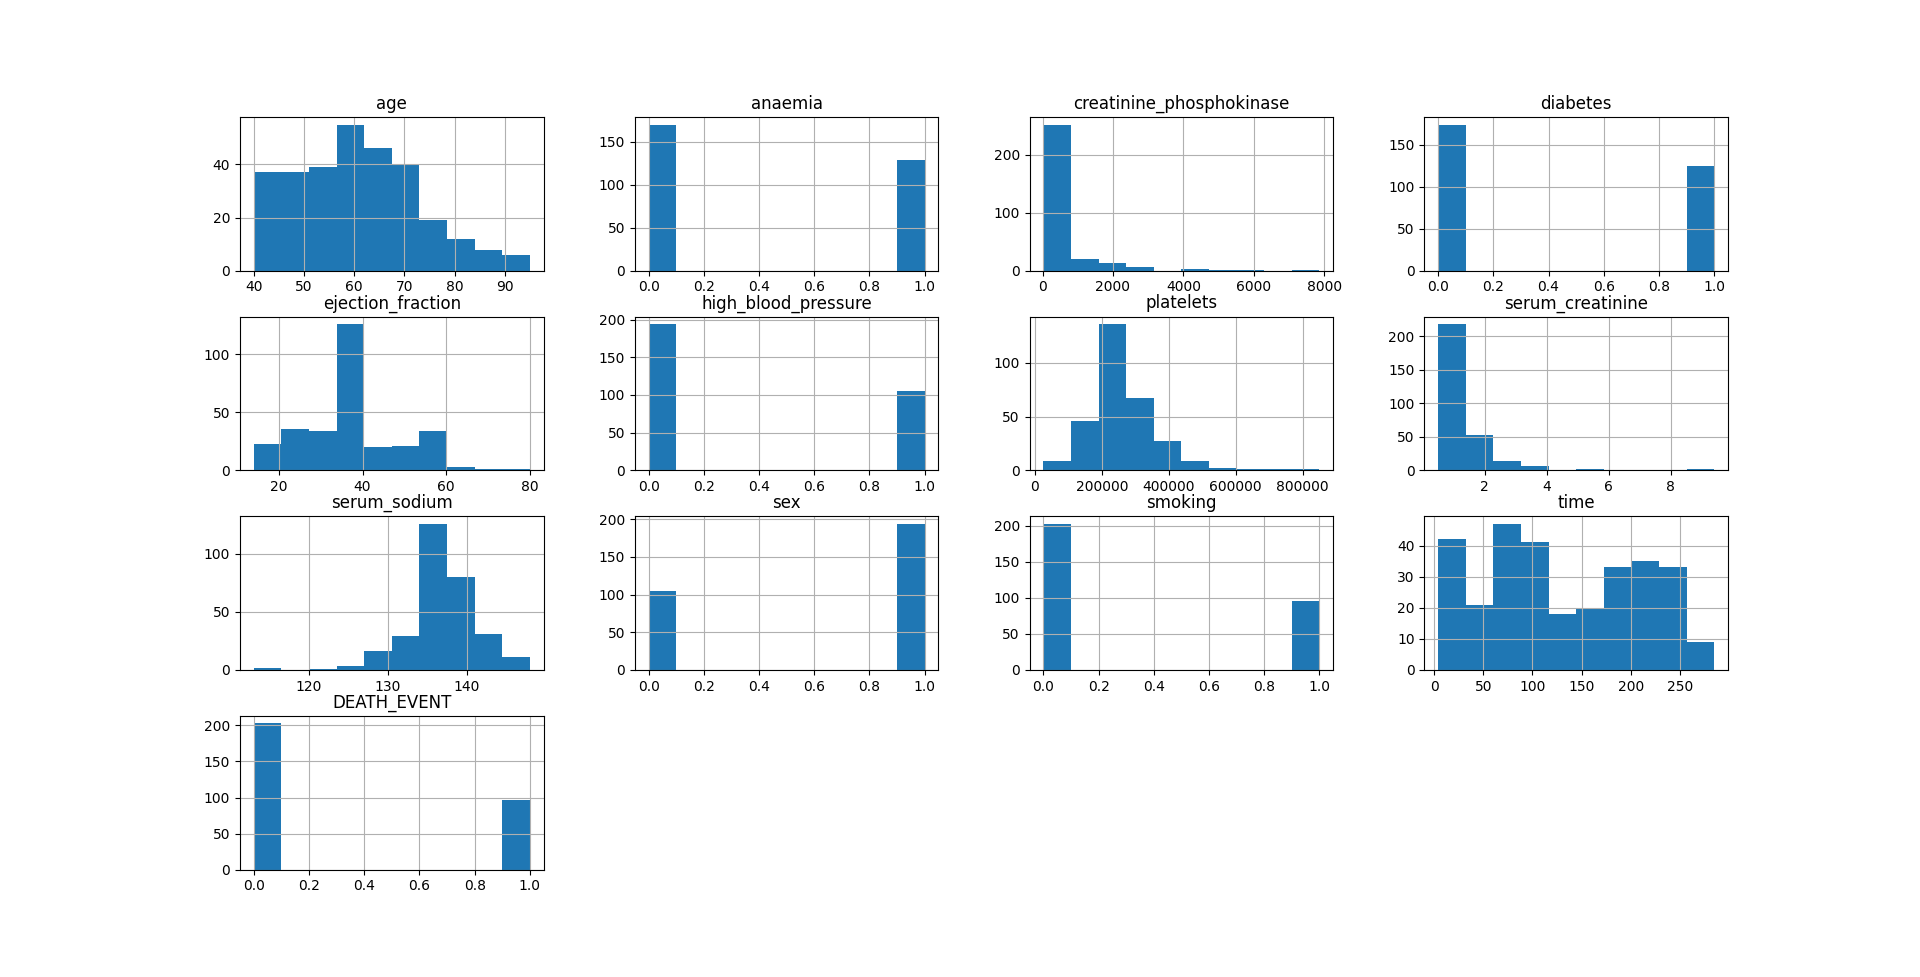 age
40
20
0
40 50 60 70 80 90
anaemia
150
100
50
0
0.0 0.2 0.4 0.6 0.8 1.0
creatinine_phosphokinase
200
100
0
0 2000 4000 6000 8000
diabetes
150
100
50
0
0.0 0.2 0.4 0.6 0.8 1.0
ejection_fraction
100
50
0
20 40 60 80
high_blood_pressure
200
150
100
50
0
0.0 0.2 0.4 0.6 0.8 1.0
platelets
100
50
0
0 200000 400000 600000 800000
serum_creatinine
200
150
100
50
0
2 4 6 8
serum_sodium
100
50
0
120 130 140
sex
200
150
100
50
0
0.0 0.2 0.4 0.6 0.8 1.0
smoking
200
150
100
50
0
0.0 0.2 0.4 0.6 0.8 1.0
time
40
30
20
10
0
0 50 100 150 200 250
DEATH_EVENT
200
150
100
50
0
0.0 0.2 0.4 0.6 0.8 1.0